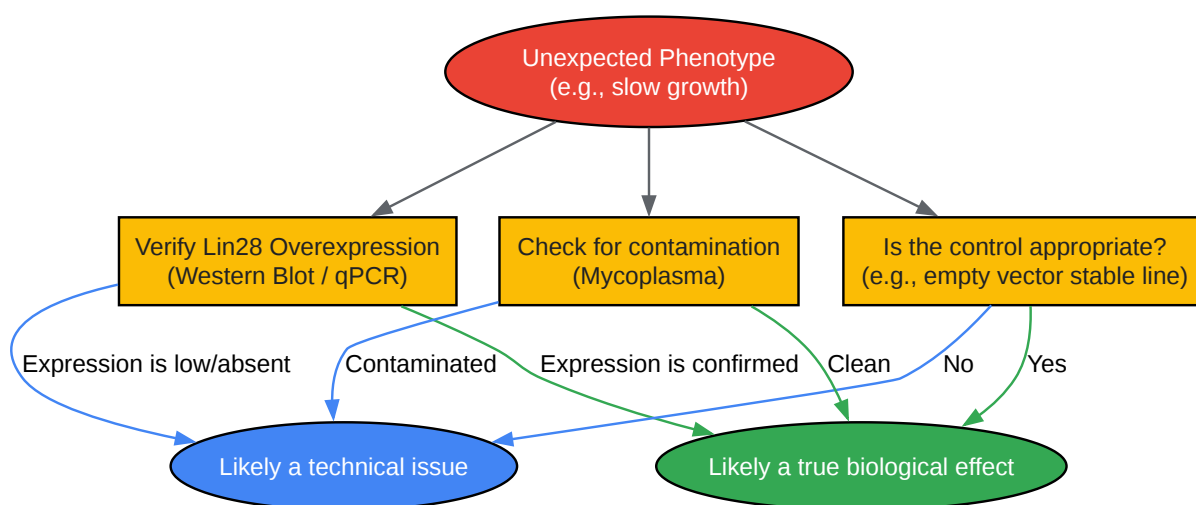 Unexpected Phenotype
(e.g., slow growth)
Verify Lin28 Overexpression
(Western Blot / qPCR)
Check for contamination
(Mycoplasma)
Is the control appropriate?
(e.g., empty vector stable line)
Expression is low/absent
Contaminated
Expression is confirmed
Clean
No
Yes
Likely a technical issue
Likely a true biological effect